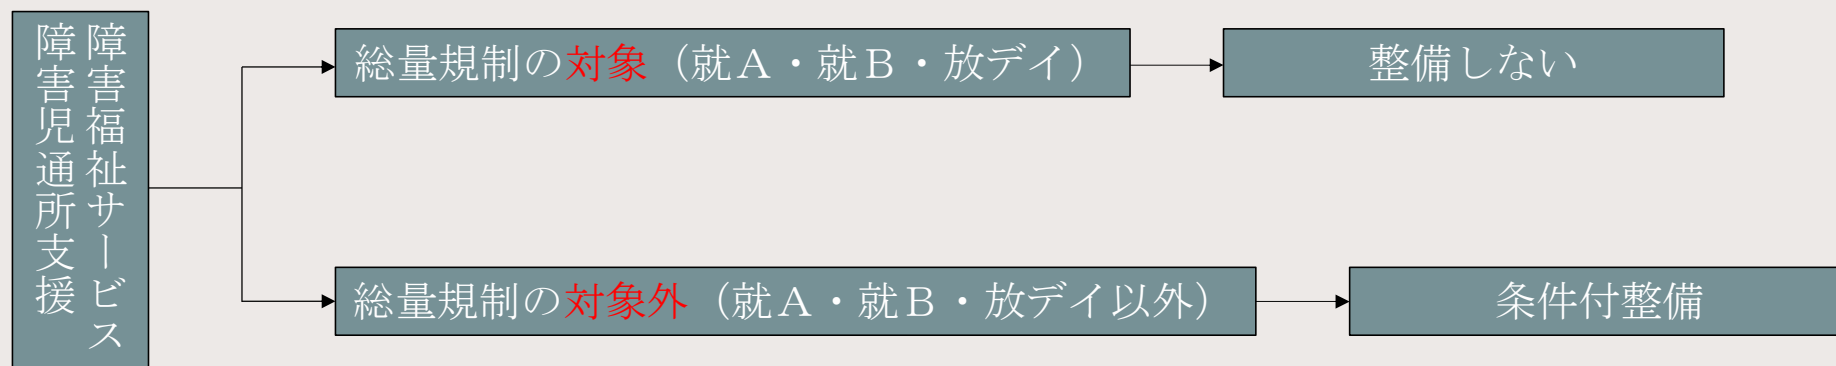 障害福祉サービス
障害児通所支援
総量規制の対象（就Ａ・就Ｂ・放デイ）
整備しない
総量規制の対象外（就Ａ・就Ｂ・放デイ以外）
条件付整備